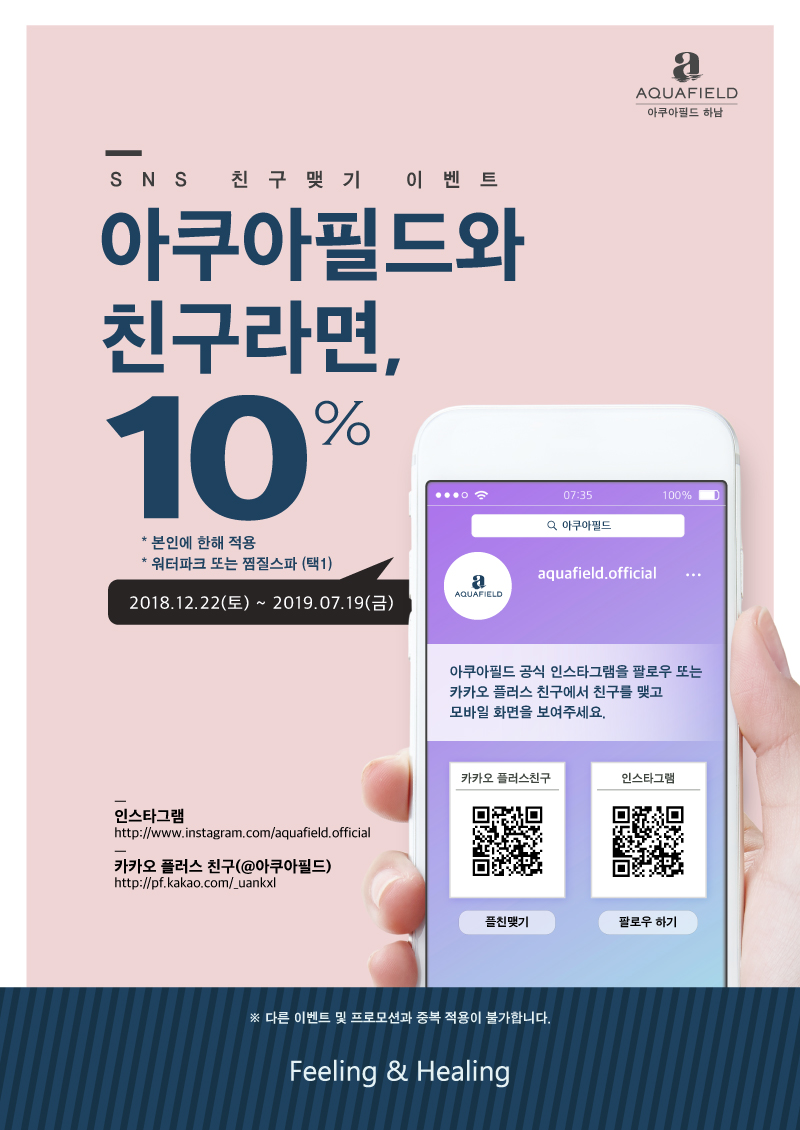 a
AQUAFIELD
아쿠아필드 하남
SNS 친구맺기 이벤트
아쿠아필드와
친구라면,
10%
* 본인에 한해 적용
* 워터파크 또는 찜질스파 (택1)
2018.12.22(토) ~ 2019.07.19(금)
07:35
100%
아쿠아필드
a
AQUAFIELD
aquafield.official
아쿠아필드 공식 인스타그램을 팔로우 또는
카카오 플러스 친구에서 친구를 맺고
모바일 화면을 보여주세요.
카카오 플러스친구
인스타그램
플친맺기
팔로우 하기
인스타그램
http://www.instagram.com/aquafield.official
카카오 플러스 친구(@아쿠아필드)
http://pf.kakao.com/_uankxl
※ 다른 이벤트 및 프로모션과 중복 적용이 불가합니다.
Feeling & Healing